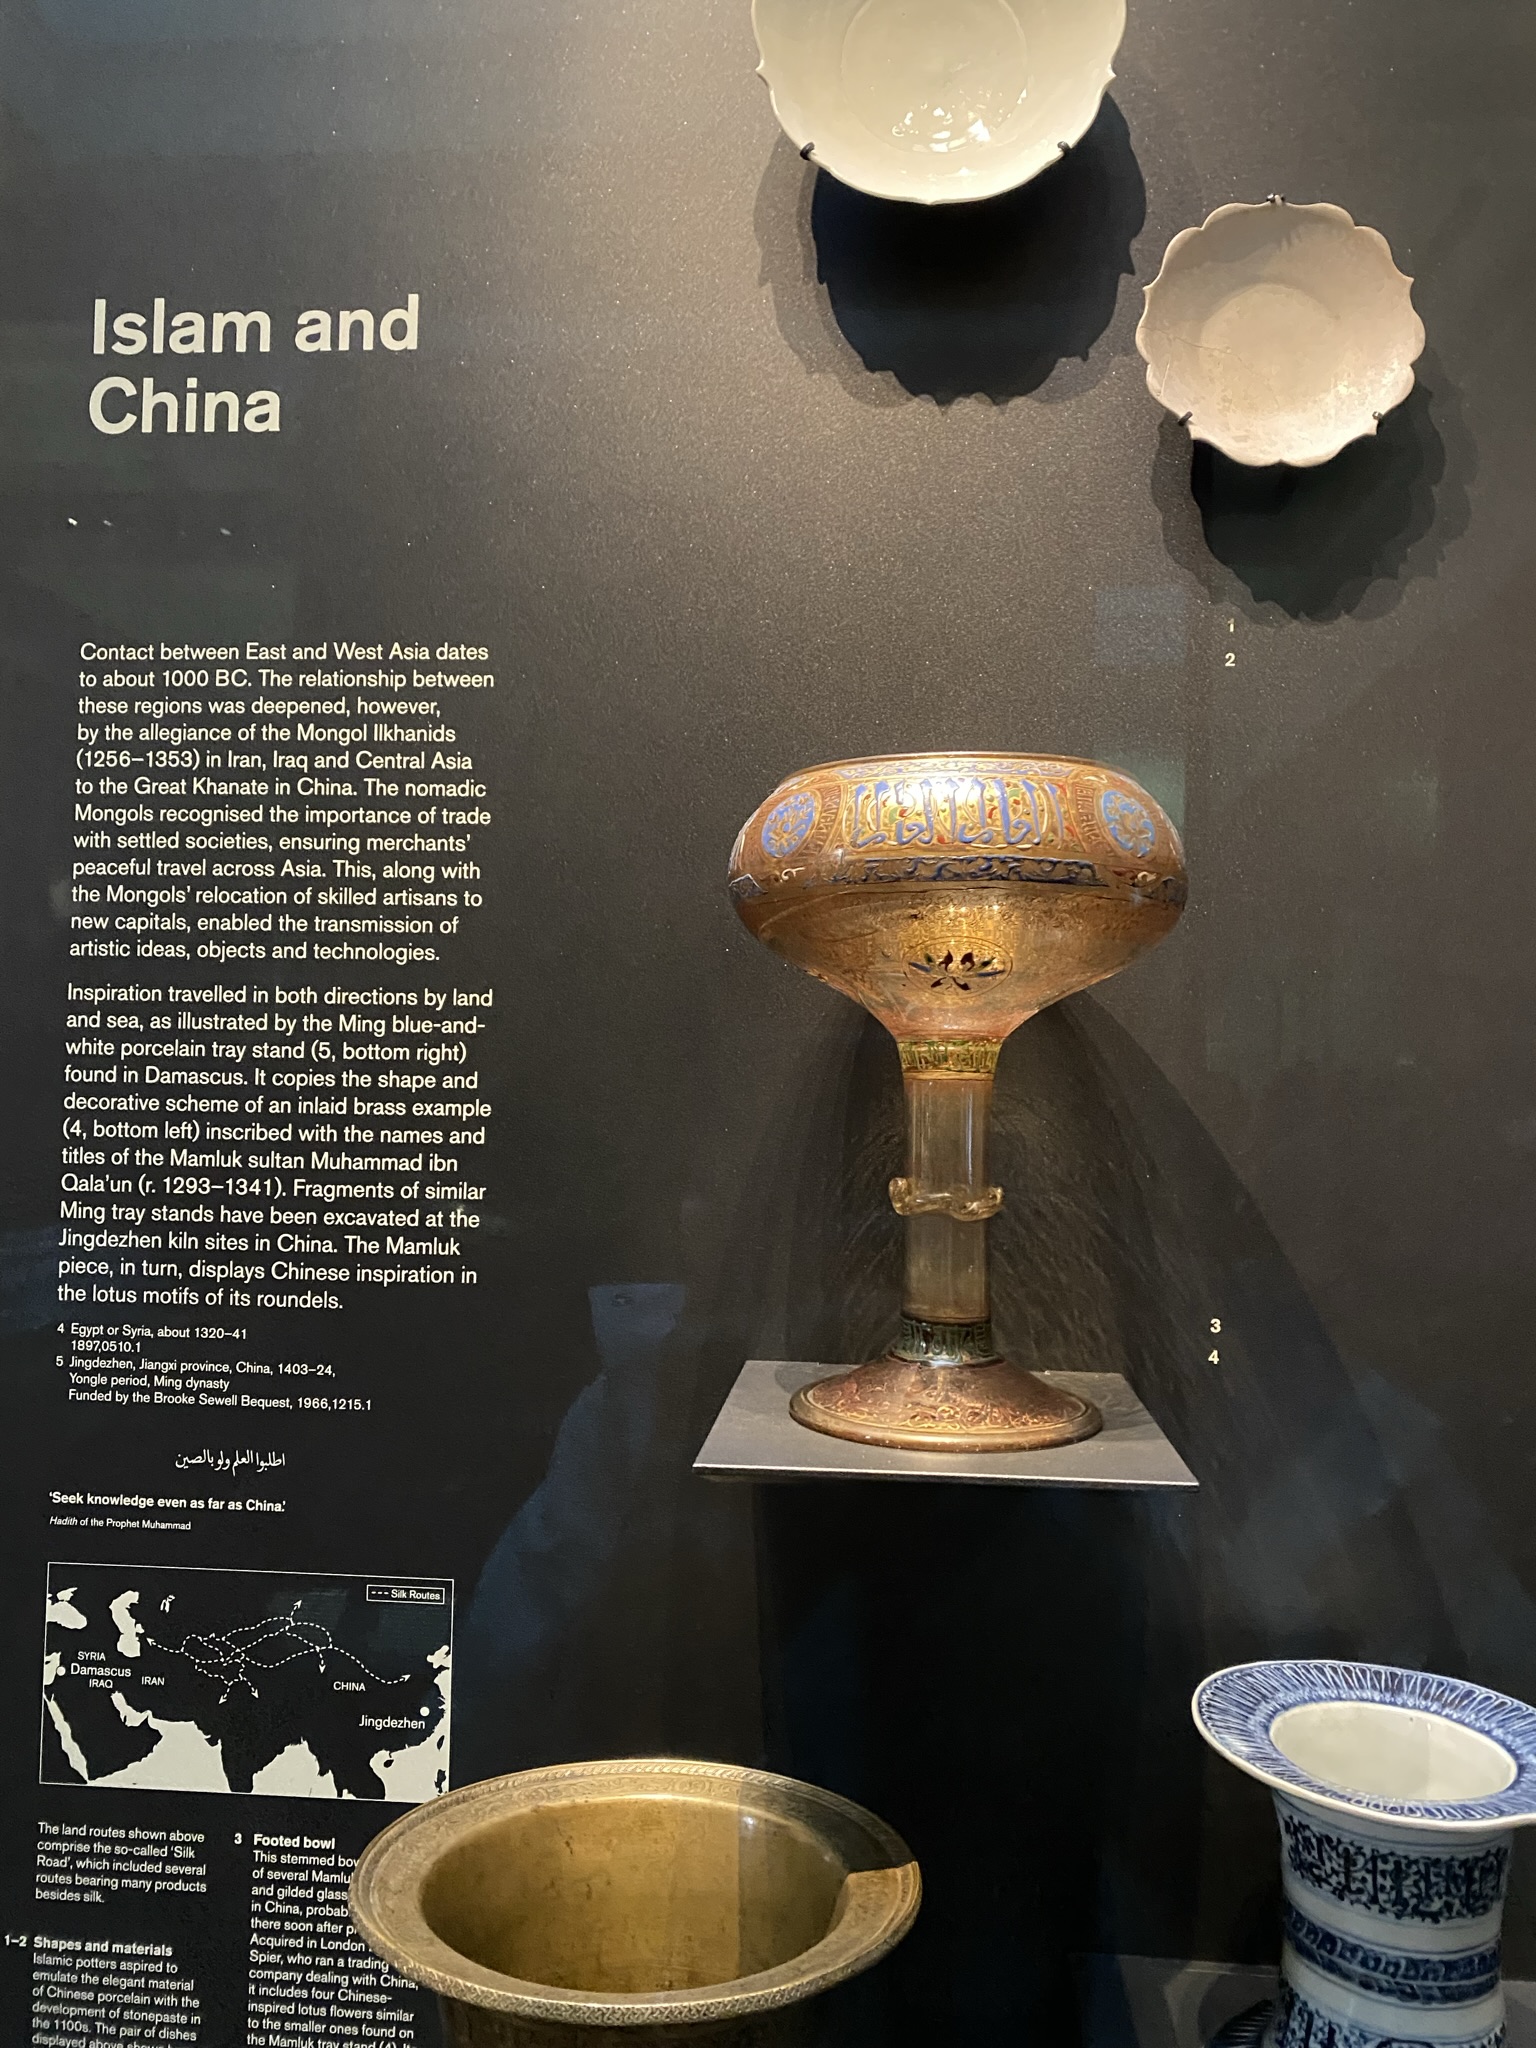 Islam and
China
Contact between East and West Asia dates
to about 1000 BC. The relationship between
these regions was deepened, however,
by the allegiance of the Mongol Ilkhanids
(1256–1353) in Iran, Iraq and Central Asia
to the Great Khanate in China. The nomadic
Mongols recognised the importance of trade
with settled societies, ensuring merchants'
peaceful travel across Asia. This, along with
the Mongols' relocation of skilled artisans to
new capitals, enabled the transmission of
artistic ideas, objects and technologies.
Inspiration travelled in both directions by land
and sea, as illustrated by the Ming blue-and-
white porcelain tray stand (5, bottom right)
found in Damascus. It copies the shape and
decorative scheme of an inlaid brass example
(4, bottom left) inscribed with the names and
titles of the Mamluk sultan Muhammad ibn
Qala'un (r. 1293–1341). Fragments of similar
Ming tray stands have been excavated at the
Jingdezhen kiln sites in China. The Mamluk
piece, in turn, displays Chinese inspiration in
the lotus motifs of its roundels.
4 Egypt or Syria, about 1320–41
1897,0510.1
5 Jingdezhen, Jiangxi province, China, 1403–24,
Yongle period, Ming dynasty
Funded by the Brooke Sewell Bequest, 1966,1215.1
اطلبوا العلم ولو بالصين
'Seek knowledge even as far as China.'
Hadith of the Prophet Muhammad
Silk Routes
SYRIA
Damascus
IRAQ
IRAN
CHINA
Jingdezhen
The land routes shown above
comprise the so-called 'Silk
Road', which included several
routes bearing many products
besides silk.
1–2 Shapes and materials
Islamic potters aspired to
emulate the elegant material
of Chinese porcelain with the
development of stonepaste in
the 1100s. The pair of dishes
displayed above
3 Footed bowl
This stemmed
of several
and gilded glass
in China,
there soon after
Acquired in London
Spier, who ran a trading
company dealing with China,
it includes four Chinese-
inspired lotus flowers similar
to the smaller ones found on
the Mamluk tray stand (4).
1
2
3
4